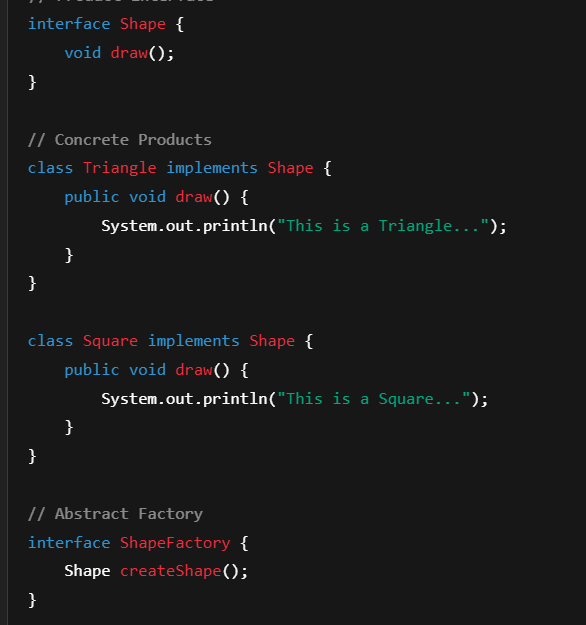 // Product Interface
interface Shape {
    void draw();
}

// Concrete Products
class Triangle implements Shape {
    public void draw() {
        System.out.println("This is a Triangle...");
    }
}

class Square implements Shape {
    public void draw() {
        System.out.println("This is a Square...");
    }
}

// Abstract Factory
interface ShapeFactory {
    Shape createShape();
}